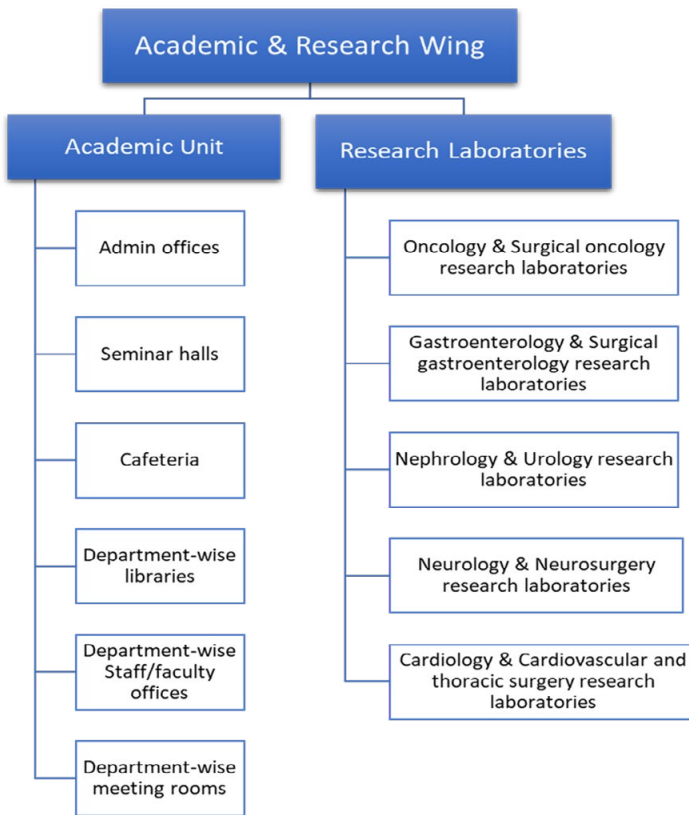 Academic & Research Wing
Academic Unit
Admin offices
Seminar halls
Cafeteria
Department-wise
libraries
Department-wise
Staff/faculty
offices
Department-wise
meeting rooms
Research Laboratories
Oncology & Surgical oncology
research laboratories
Gastroenterology & Surgical
gastroenterology research
laboratories
Nephrology & Urology research
laboratories
Neurology & Neurosurgery
research laboratories
Cardiology & Cardiovascular and
thoracic surgery research
laboratories